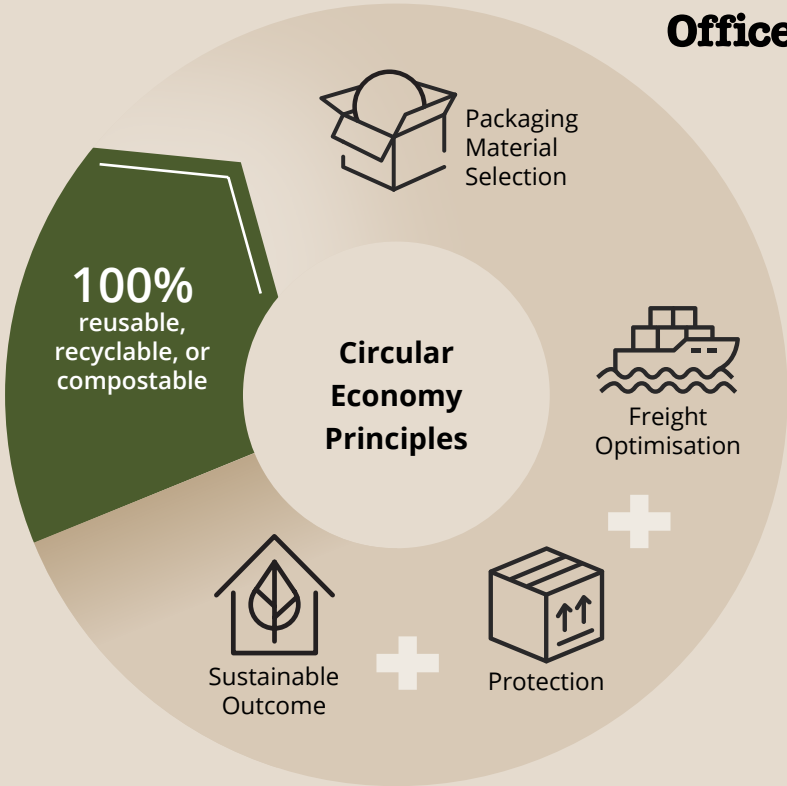 Office
Packaging
Material
Selection
100%
reusable,
recyclable, or
compostable
Circular
Economy
Principles
Freight
Optimisation
Sustainable
Outcome
Protection